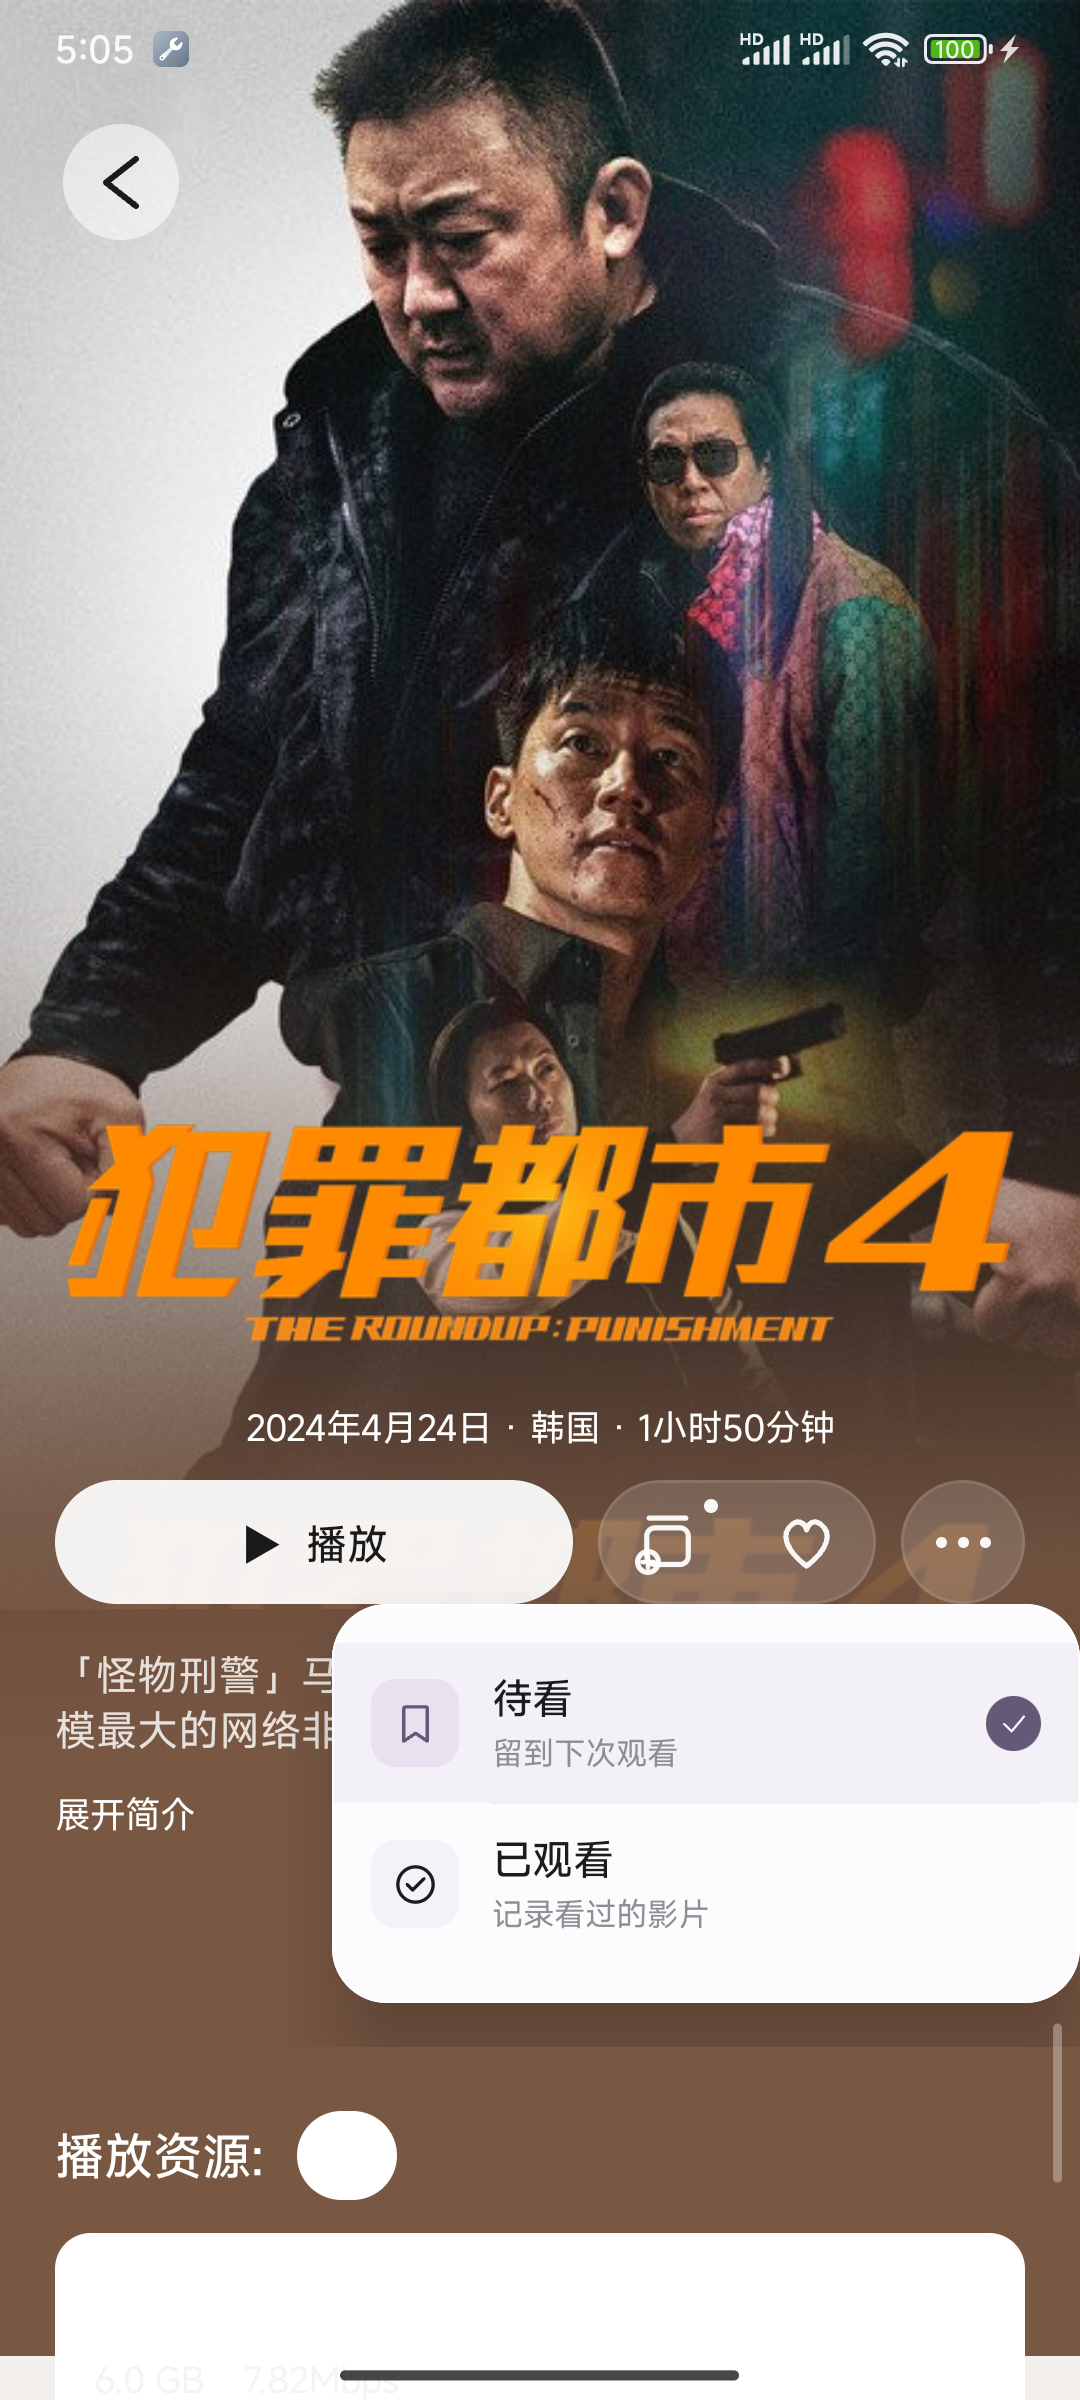 5:05
HD HD 100
犯罪都市4
THE ROUNDUP:PUNISHMENT
2024年4月24日 · 韩国 · 1小时50分钟
播放
「怪物刑警」马
模最大的网络非
展开简介
待看
留到下次观看
已观看
记录看过的影片
播放资源:
6.0 GB 7.82Mbps